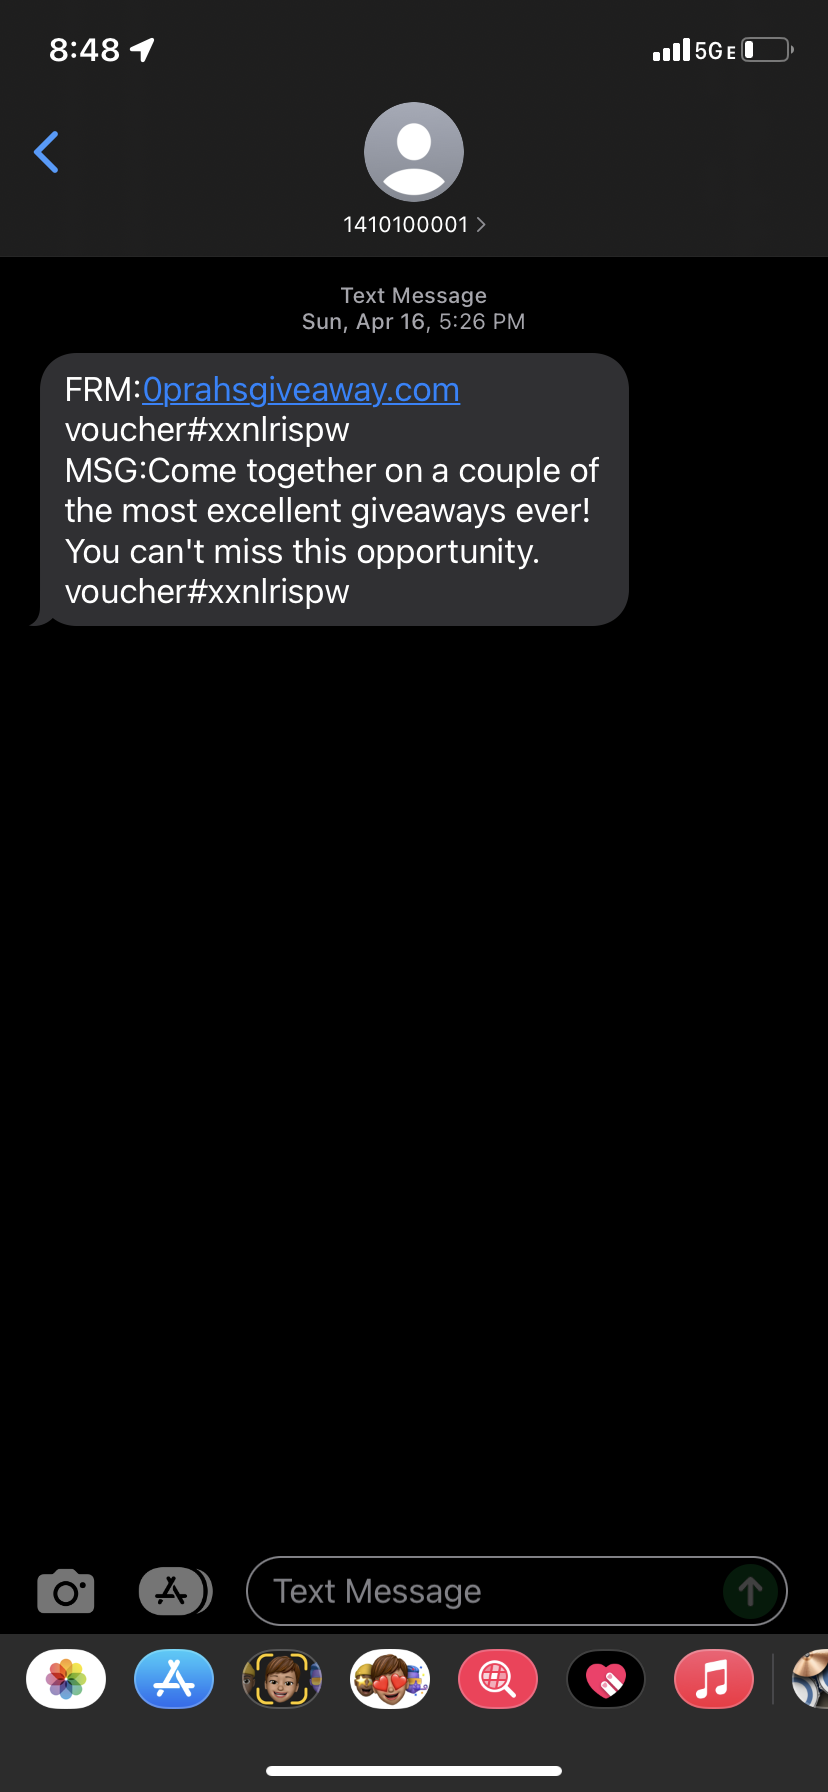 8:48
5GE
1410100001
Text Message
Sun, Apr 16, 5:26 PM
FRM:0prahsgiveaway.com
voucher#xxnlrispw
MSG:Come together on a couple of
the most excellent giveaways ever!
You can't miss this opportunity.
voucher#xxnlrispw
Text Message